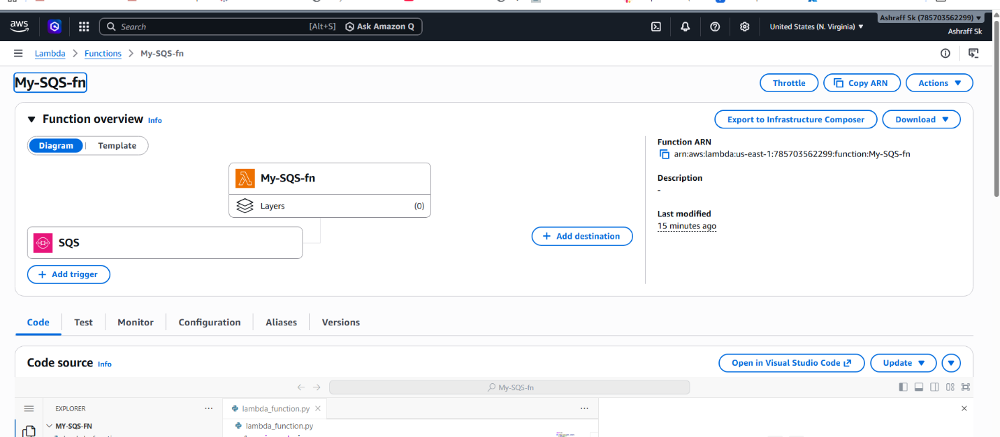 aws
Search [Alt+S] Ask Amazon Q
United States (N. Virginia) ▼
Ashraff Sk (785703562299) ▼
Ashraff Sk
Lambda > Functions > My-SQS-fn
My-SQS-fn
Throttle
Copy ARN
Actions ▼
▼ Function overview Info
Export to Infrastructure Composer
Download ▼
Diagram
Template
My-SQS-fn
Layers (0)
SQS
+ Add destination
+ Add trigger
Function ARN
arn:aws:lambda:us-east-1:785703562299:function:My-SQS-fn
Description
-
Last modified
15 minutes ago
Code
Test
Monitor
Configuration
Aliases
Versions
Code source Info
Open in Visual Studio Code
Update ▼
My-SQS-fn
EXPLORER ...
lambda_function.py ×
...
MY-SQS-FN
lambda_function.py